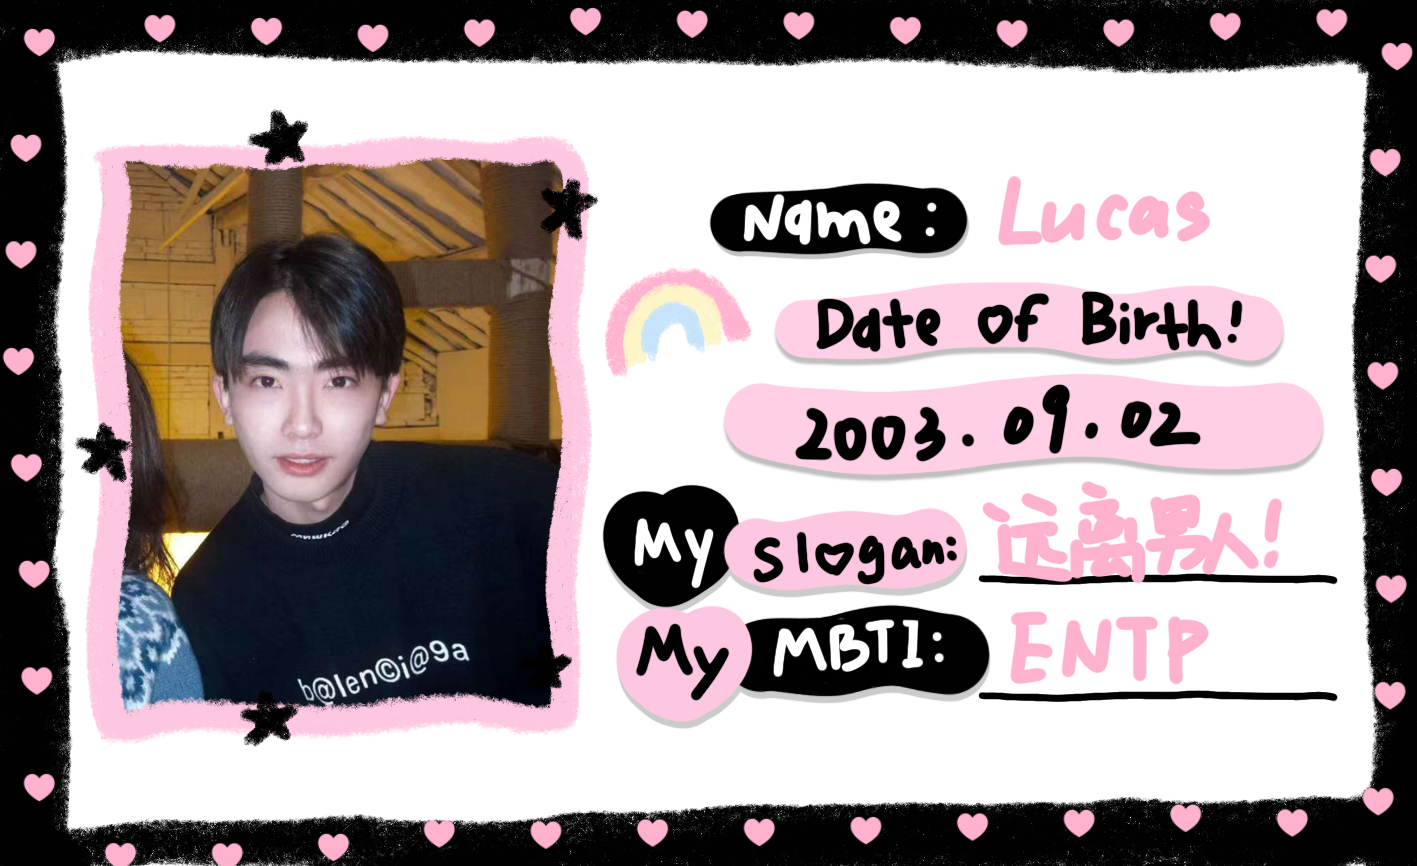 Name: Lucas
Date of Birth!
2003.09.02
My slogan: 远离男人!
My MBTI: ENTP
b@len©i@9a